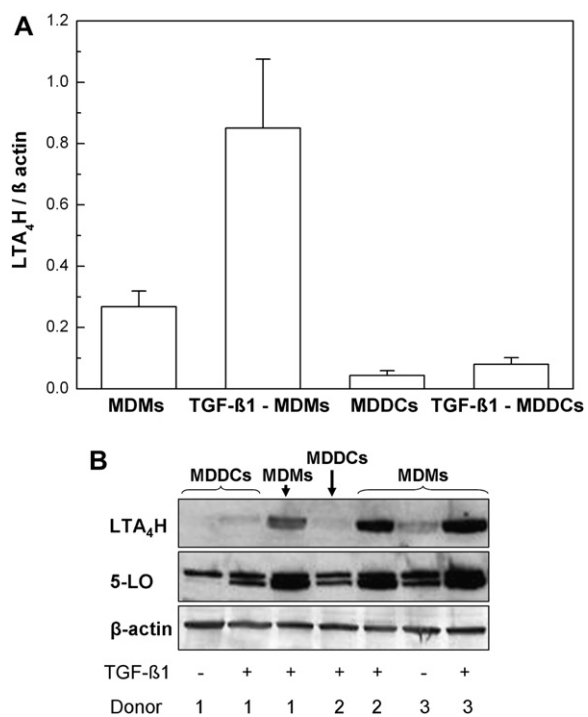 A
1.2
1.0
0.8
0.6
0.4
0.2
0.0
LTA₄H / ß actin
MDMs TGF-ß1 - MDMs MDDCs TGF-ß1 - MDDCs
B
MDDCs MDMs MDDCs MDMs
LTA₄H
5-LO
β-actin
TGF-ß1 - + + + + - +
Donor 1 1 1 2 2 3 3